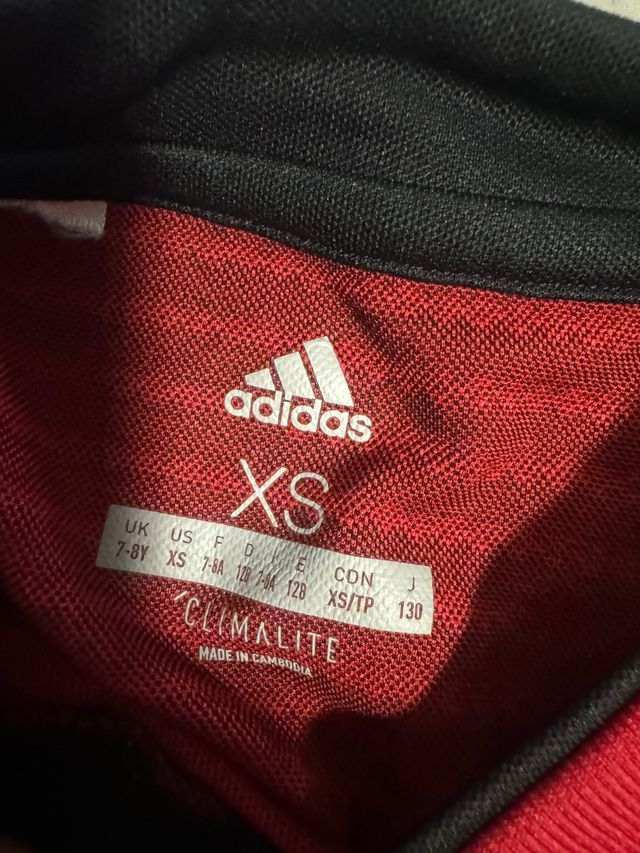 adidas
XS
UK US F D E CON J
7-8Y XS 7-8A 128 7-8A 128 XS/TP 130
CLIMALITE
MADE IN CAMBODIA